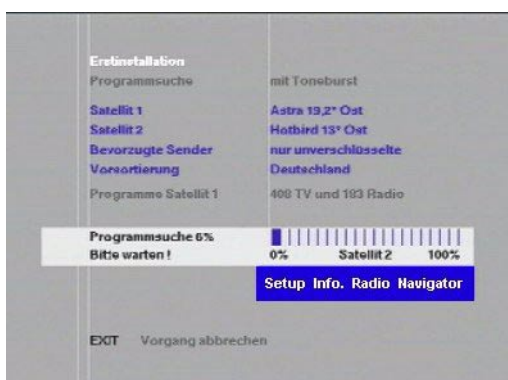 Erstinstallation
Programmsuche mit Toneburst
Satellit 1 Astra 19,2° Ost
Satellit 2 Hotbird 13° Ost
Bevorzugte Sender nur unverschlüsselte
Vorsortierung Deutschland
Programme Satellit 1 408 TV und 183 Radio
Programmsuche 6%
Bitte warten !
0% Satellit 2 100%
Setup Info. Radio Navigator
EXIT Vorgang abbrechen